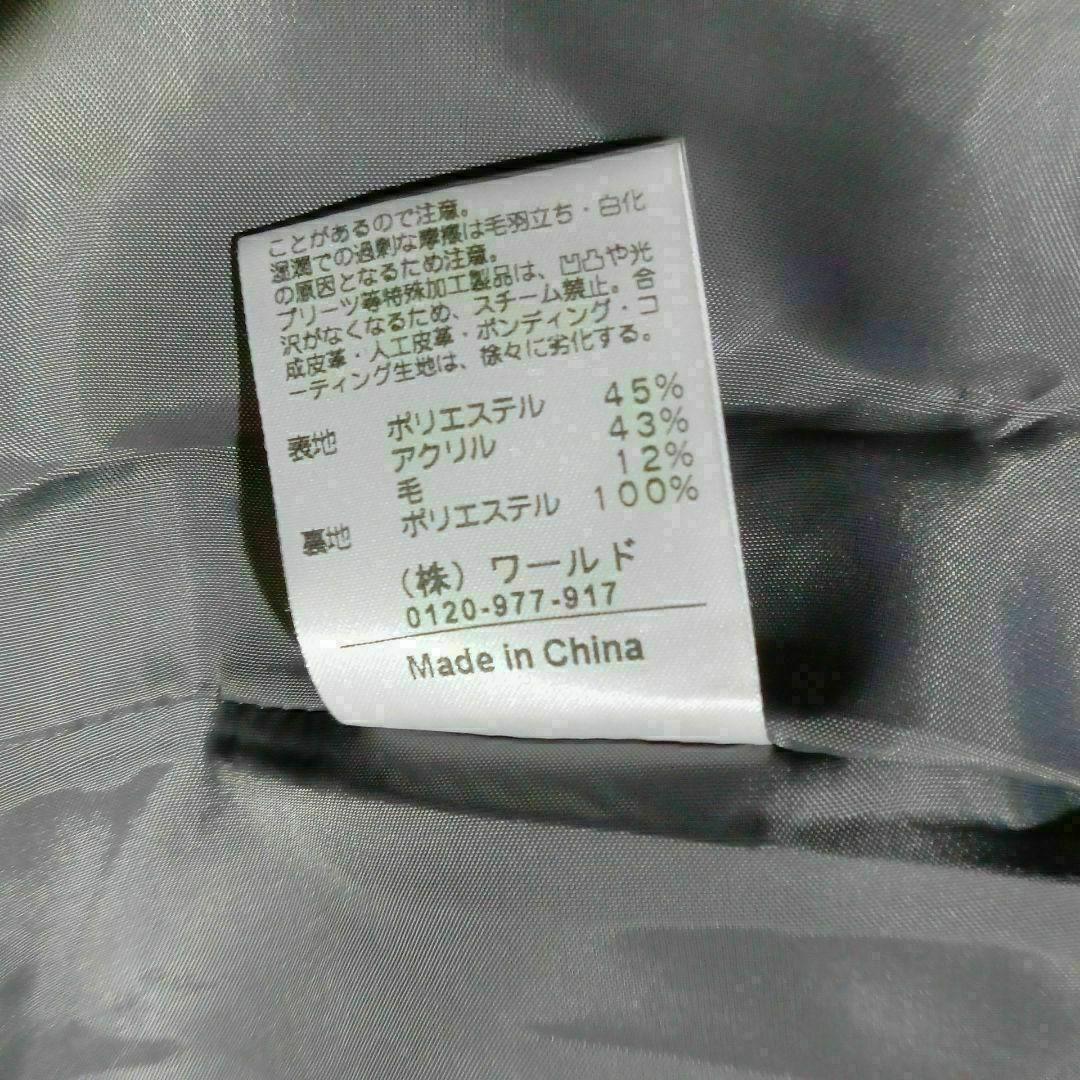 ことがあるので注意。
湿潤での過剰な摩擦は毛羽立ち・白化
の原因となるため注意。
プリーツ等特殊加工製品は、凹凸や光
沢がなくなるため、スチーム禁止。合
成皮革・人工皮革・ボンディング・コ
ーティング生地は、徐々に劣化する。
表地 ポリエステル 45%
アクリル 43%
毛 12%
裏地 ポリエステル 100%
(株) ワールド
0120-977-917
Made in China